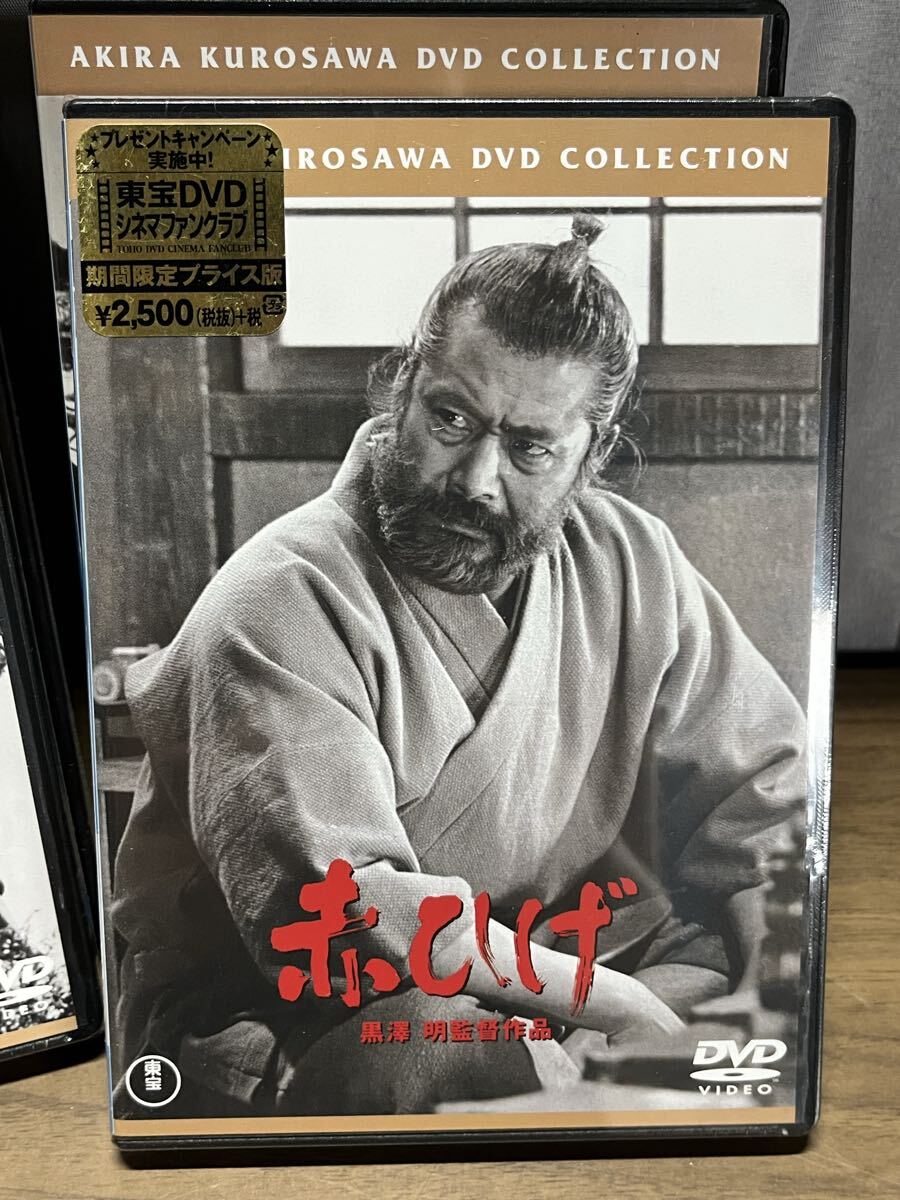 AKIRA KUROSAWA DVD COLLECTION
UROSAWA DVD COLLECTION
プレゼントキャンペーン
実施中!
東宝DVD
シネマファンクラブ
TOHO DVD CINEMA FANCLUB
期間限定プライス版
¥2,500(税抜)+税
赤ひげ
黒澤 明監督作品
東宝
DVD
VIDEO
DVD
VIDEO